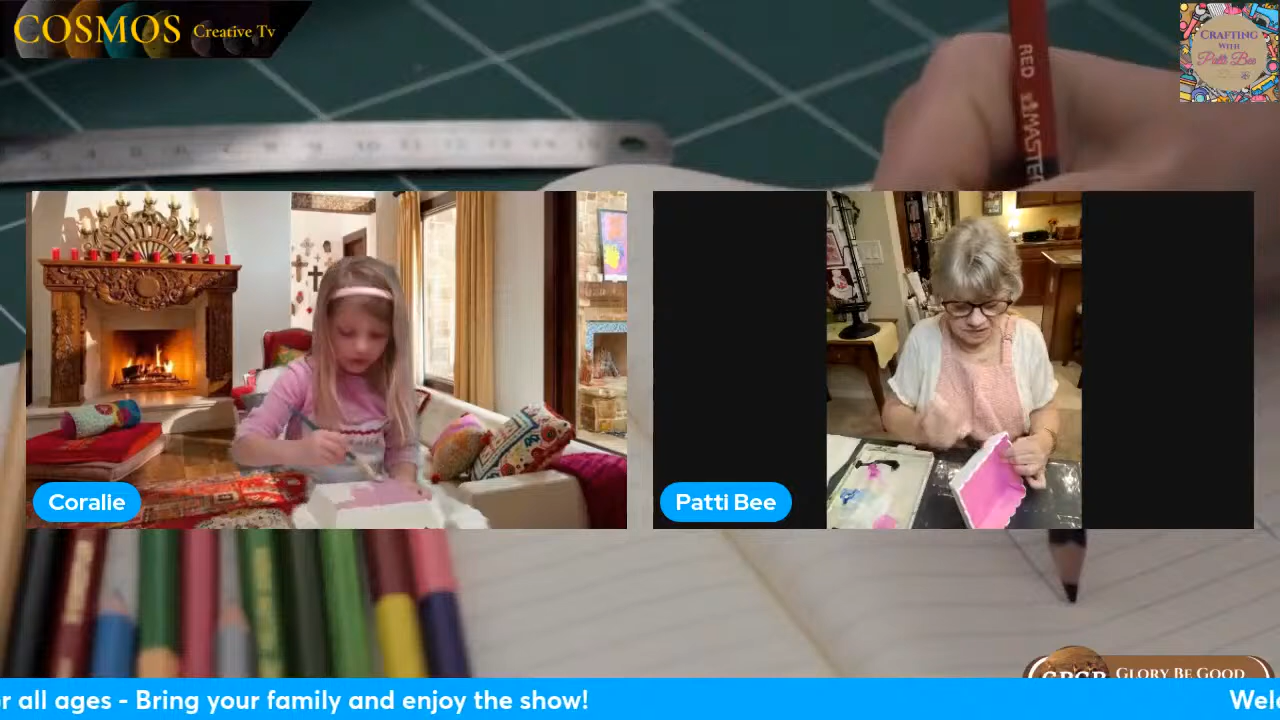 COSMOS Creative Tv
CRAFTING
WITH
Patti Bee
RED MASTER
Coralie
Patti Bee
GLORY BE GOOD
r all ages - Bring your family and enjoy the show!
Welc